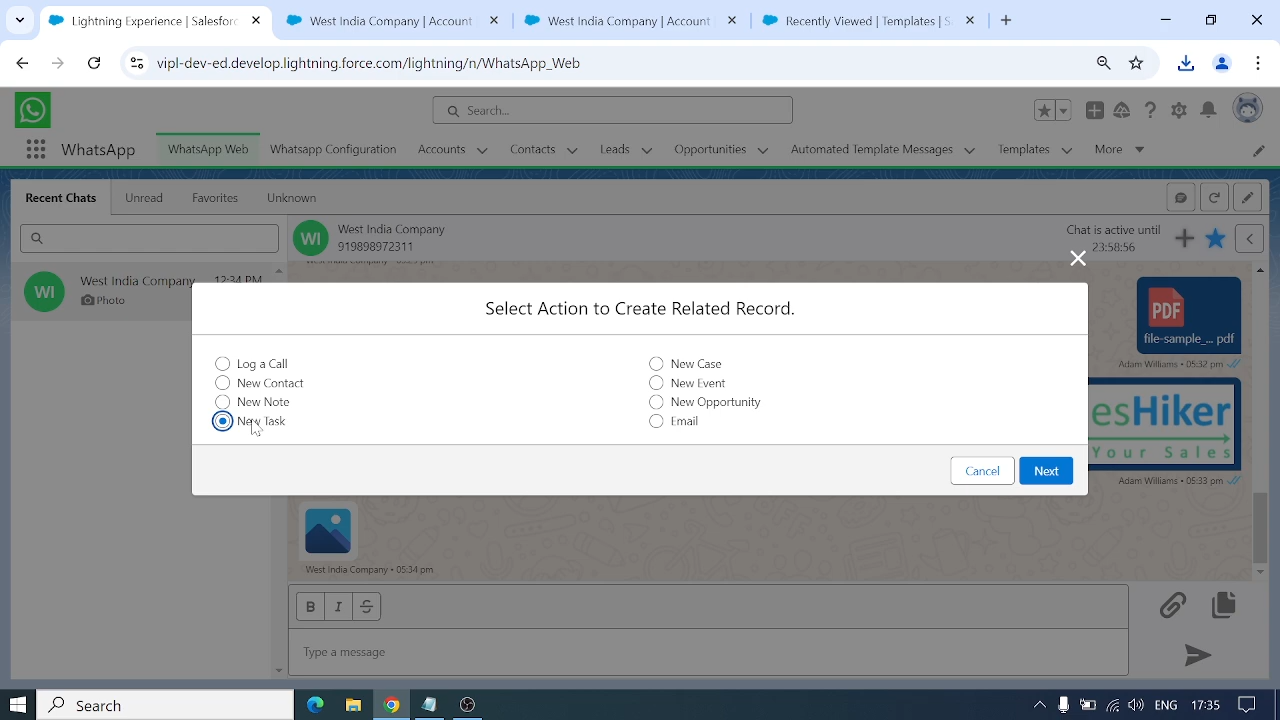 Lightning Experience | Salesforc
West India Company | Account
West India Company | Account
Recently Viewed | Templates | S
vipl-dev-ed.develop.lightning.force.com/lightning/n/WhatsApp_Web
Search...
WhatsApp
WhatsApp Web
Whatsapp Configuration
Accounts
Contacts
Leads
Opportunities
Automated Template Messages
Templates
More
Recent Chats
Unread
Favorites
Unknown
WI
West India Company
919898972311
Chat is active until
23:58:56
WI
West India Company
12:34 PM
Photo
PDF
file-sample_... pdf
Adam Williams • 05:32 pm
Select Action to Create Related Record.
Log a Call
New Contact
New Note
New Task
New Case
New Event
New Opportunity
Email
Cancel
Next
esHiker
Your Sales
Adam Williams • 05:33 pm
West India Company • 05:34 pm
B I S
Type a message
Search
ENG
17:35